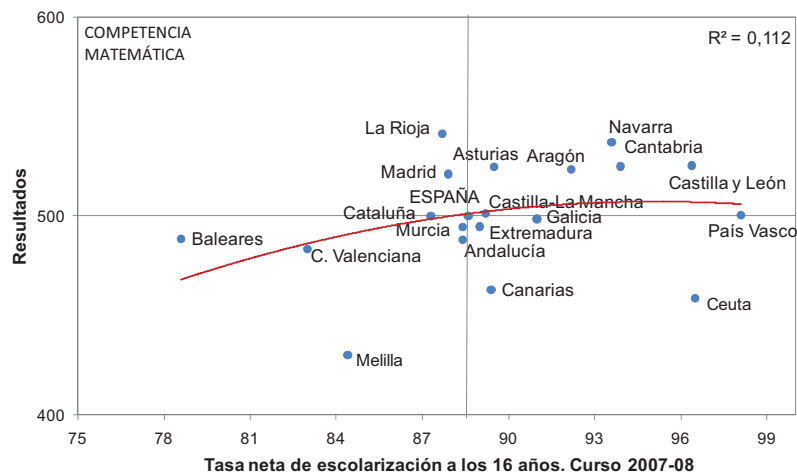 600
COMPETENCIA
MATEMÁTICA
R² = 0,112
La Rioja
Navarra
Asturias
Aragón
Cantabria
Madrid
Castilla y León
ESPAÑA
Castilla-La Mancha
500
Cataluña
Galicia
País Vasco
Murcia
Extremadura
Baleares
Andalucía
C. Valenciana
Canarias
Ceuta
Melilla
400
Resultados
75 78 81 84 87 90 93 96 99
Tasa neta de escolarización a los 16 años. Curso 2007-08